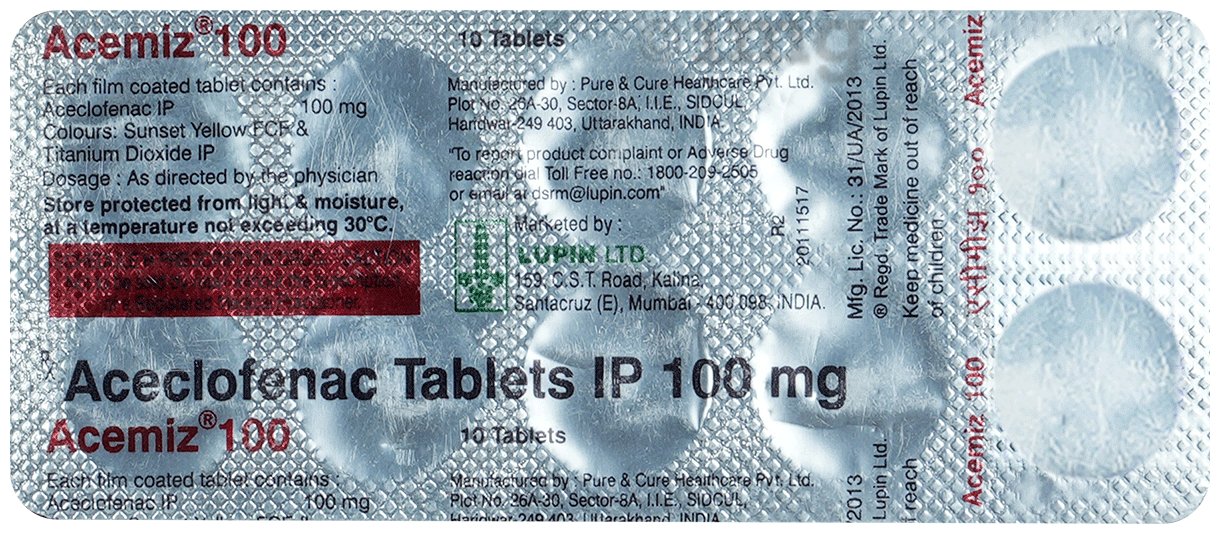 Acemiz® 100
10 Tablets
Each film coated tablet contains :
Aceclofenac IP 100 mg
Colours: Sunset Yellow FCF &
Titanium Dioxide IP
Dosage : As directed by the physician
Store protected from light & moisture,
at a temperature not exceeding 30°C.
Manufactured by : Pure & Cure Healthcare Pvt. Ltd.
Plot No. 26A-30, Sector-8A, I.I.E., SIDCUL,
Haridwar-249 403, Uttarakhand, INDIA
"To report product complaint or Adverse Drug
reaction dial Toll Free no.: 1800-209-2505
or email at dsrm@lupin.com"
Marketed by :
LUPIN LTD.
159, C.S.T. Road, Kalina,
Santacruz (E), Mumbai - 400 098, INDIA.
R2
20111517
Mfg. Lic. No.: 31/UA/2013
® Regd. Trade Mark of Lupin Ltd.
Keep medicine out of reach
of children
Acemiz
100
Acemiz 100
Rx
Aceclofenac Tablets IP 100 mg
Acemiz® 100
10 Tablets
Each film coated tablet contains :
Aceclofenac IP 100 mg
Manufactured by : Pure & Cure Healthcare Pvt. Ltd.
Plot No. 26A-30, Sector-8A, I.I.E., SIDCUL,
Haridwar-249 403, Uttarakhand, INDIA
/2013
Lupin Ltd.
f reach